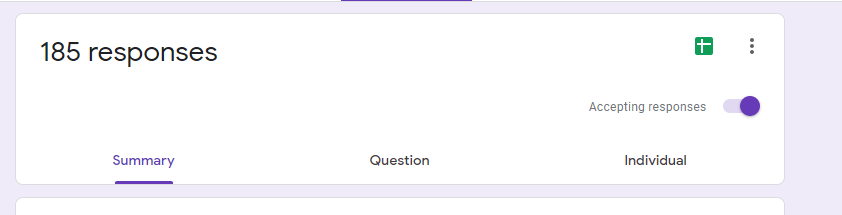 185 responses
Accepting responses
Summary Question Individual